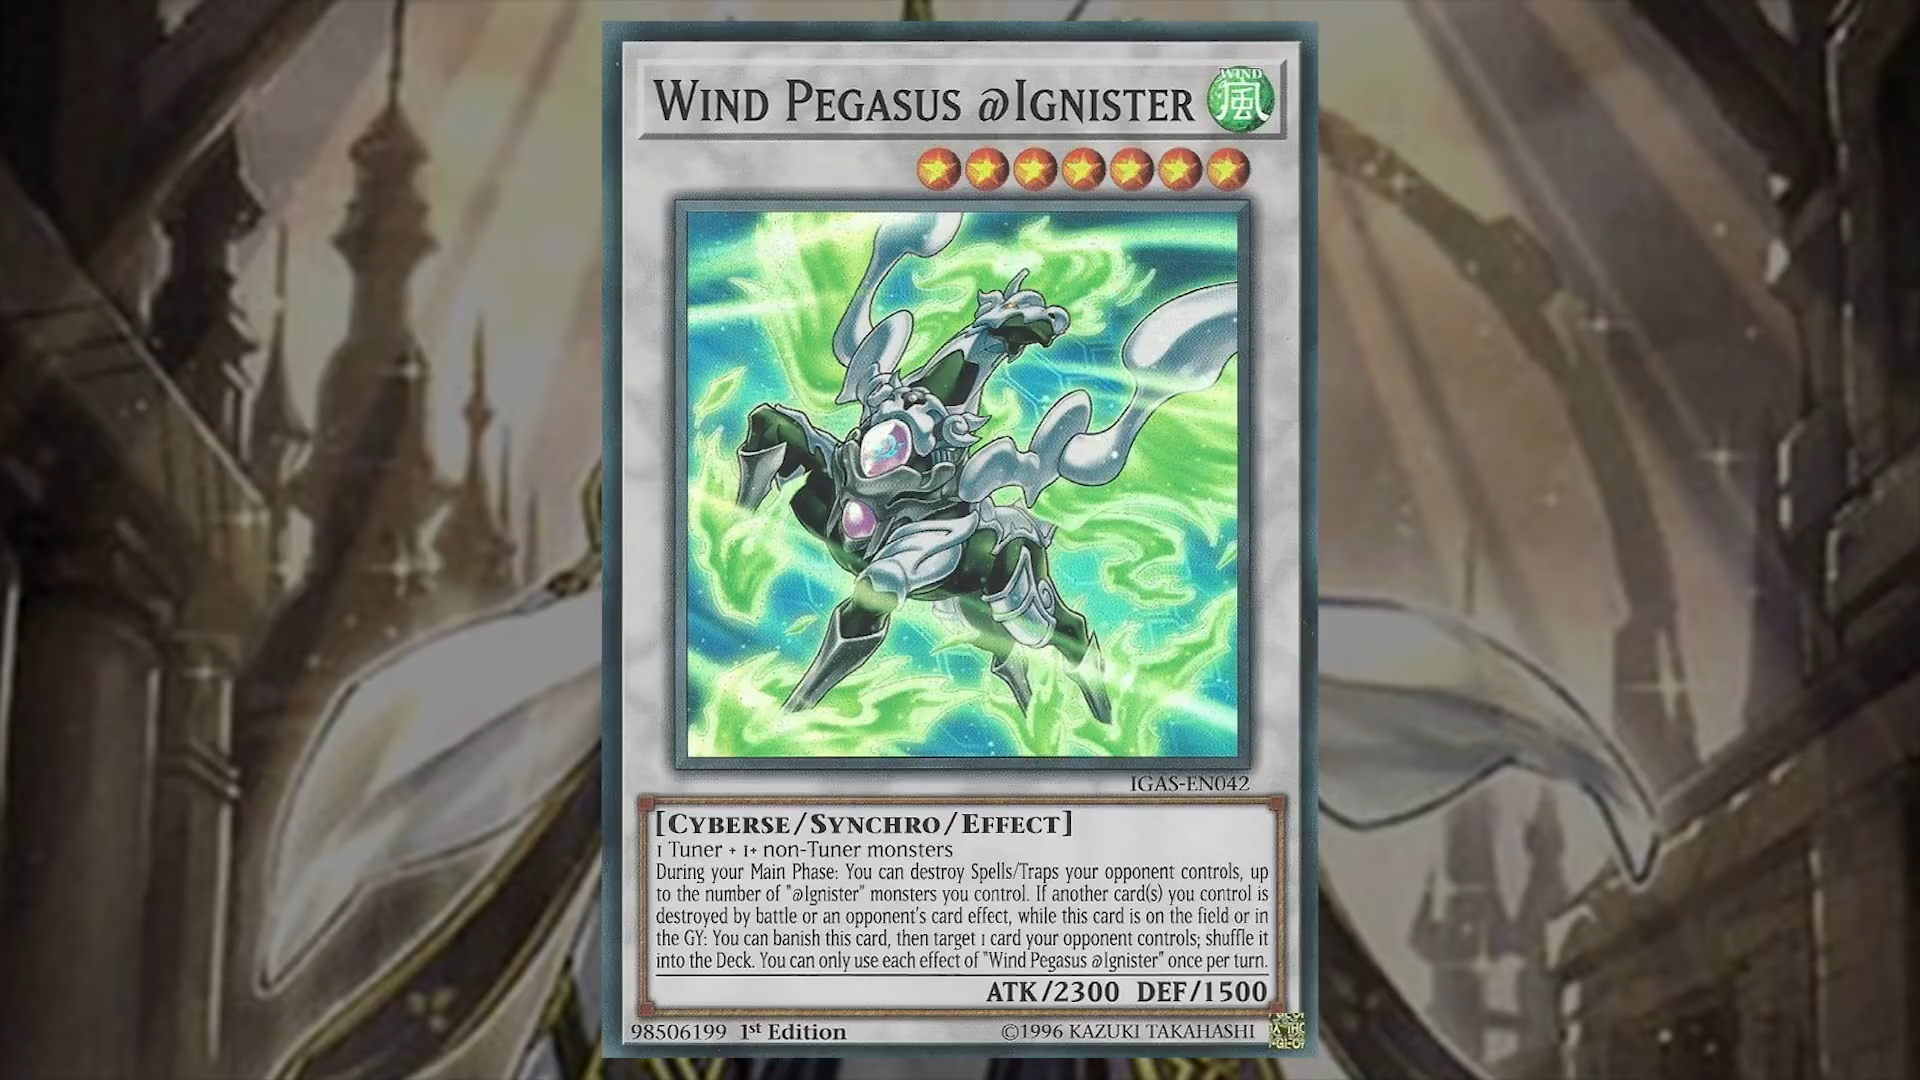 Wind Pegasus @Ignister
WIND
風
IGAS-EN042
[Cyberse/Synchro/Effect]
1 Tuner + 1+ non-Tuner monsters
During your Main Phase: You can destroy Spells/Traps your opponent controls, up
to the number of "@Ignister" monsters you control. If another card(s) you control is
destroyed by battle or an opponent's card effect, while this card is on the field or in
the GY: You can banish this card, then target 1 card your opponent controls; shuffle it
into the Deck. You can only use each effect of "Wind Pegasus @Ignister" once per turn.
ATK/2300 DEF/1500
98506199 1st Edition ©1996 KAZUKI TAKAHASHI